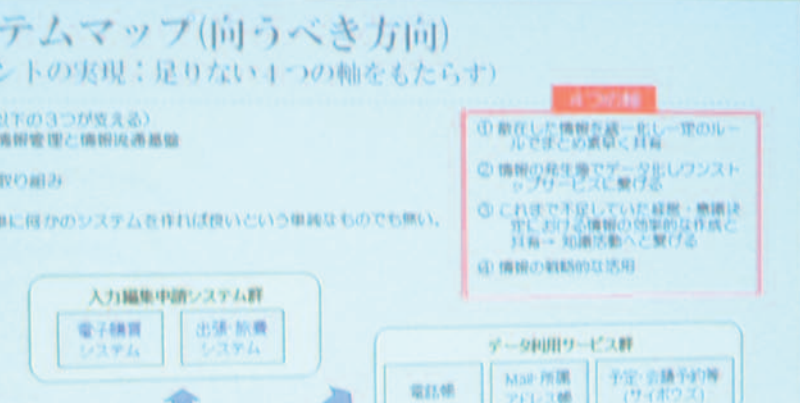 テムマップ(向うべき方向)
ントの実現：足りない４つの軸をもたらす)
以下の３つが支える)
情報管理と情報流通基盤
取り組み
単に何かのシステムを作れば良いという単純なものでも無い。
４つの軸
① 散在した情報を統一化し一定のルー
ルでまとめ素早く共有
② 情報の発生源でデータ化しワンスト
ップサービスに繋げる
③ これまで不足していた経営・意識決
定における情報の効率的な作成と
共有→ 知識活動へと繋げる
④ 情報の戦略的な活用
入力編集申請システム群
電子購買
システム
出張・旅費
システム
データ利用サービス群
電話帳
Mail・所属
アドレス帳
予定・会議予約等
(サイボウズ)